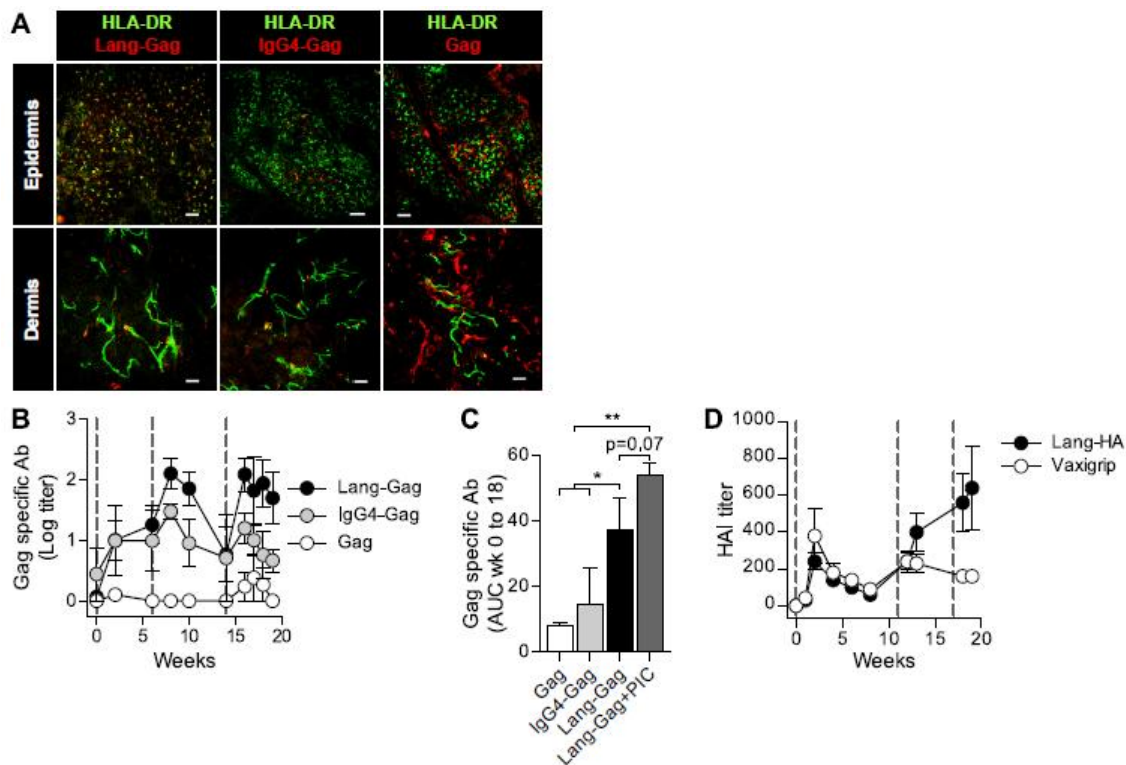 A
HLA-DR
Lang-Gag
HLA-DR
IgG4-Gag
HLA-DR
Gag
Epidermis
Dermis
B
Gag specific Ab
(Log titer)
3
2
1
0
0
5
10
15
20
Weeks
Lang-Gag
IgG4-Gag
Gag
C
Gag specific Ab
(AUC wk 0 to 18)
60
40
20
0
**
p=0,07
*
Gag
IgG4-Gag
Lang-Gag
Lang-Gag+PIC
D
HAI titer
1000
800
600
400
200
0
0
5
10
15
20
Weeks
Lang-HA
Vaxigrip